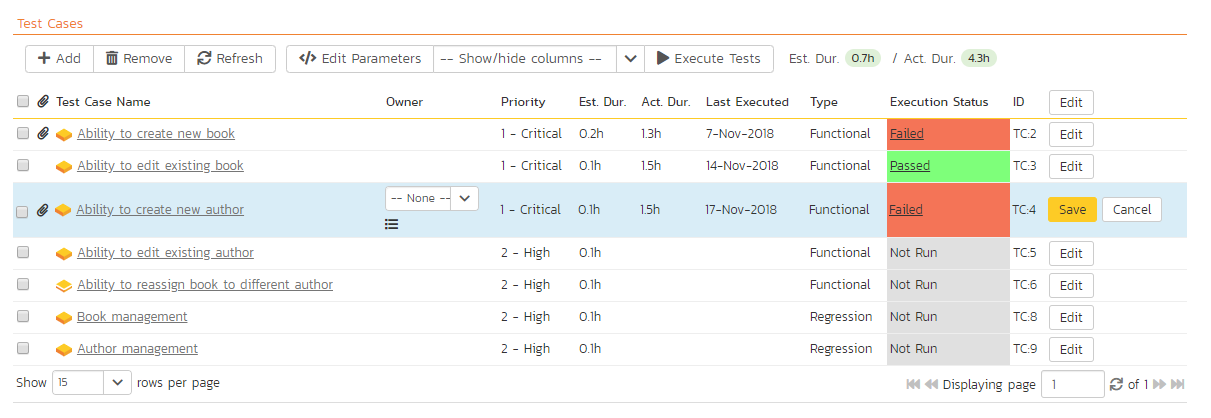 Test Cases
Add Remove Refresh Edit Parameters -- Show/hide columns -- Execute Tests Est. Dur. 0.7h / Act. Dur. 4.3h
Test Case Name Owner Priority Est. Dur. Act. Dur. Last Executed Type Execution Status ID Edit
Ability to create new book 1 - Critical 0.2h 1.3h 7-Nov-2018 Functional Failed TC:2 Edit
Ability to edit existing book 1 - Critical 0.1h 1.5h 14-Nov-2018 Functional Passed TC:3 Edit
Ability to create new author -- None -- 1 - Critical 0.1h 1.5h 17-Nov-2018 Functional Failed TC:4 Save Cancel
Ability to edit existing author 2 - High 0.1h Functional Not Run TC:5 Edit
Ability to reassign book to different author 2 - High 0.1h Functional Not Run TC:6 Edit
Book management 2 - High 0.1h Regression Not Run TC:8 Edit
Author management 2 - High 0.1h Regression Not Run TC:9 Edit
Show 15 rows per page Displaying page 1 of 1